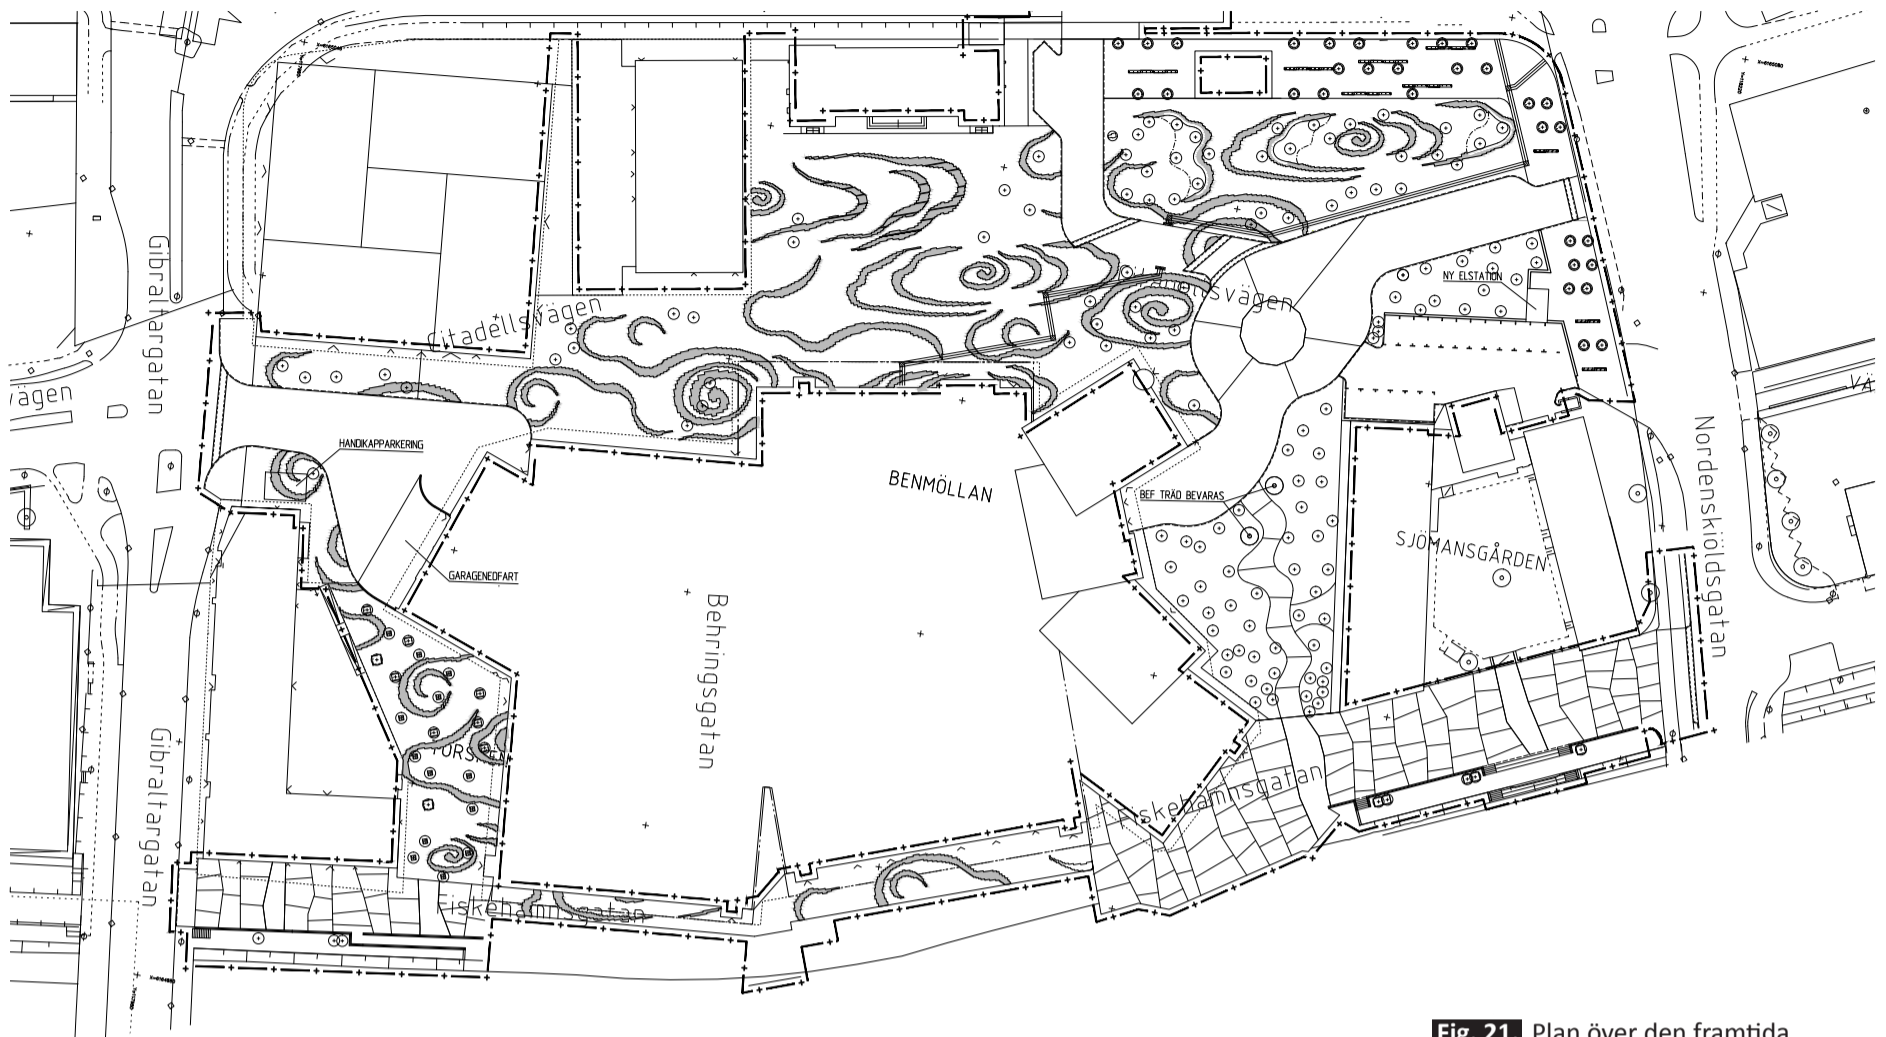 Gibraltargatan
vägen
Citadellsvägen
NY ELSTATION
HANDIKAPPARKERING
BENMÖLLAN
BEF TRÄD BEVARAS
SJÖMANSGÅRDEN
Nordenskiöldsgatan
GARAGENEDFART
Behringsgatan
Gibraltargatan
Fiskehamnsgatan
Fiskehamnsgatan
Fig. 21 Plan över den framtida